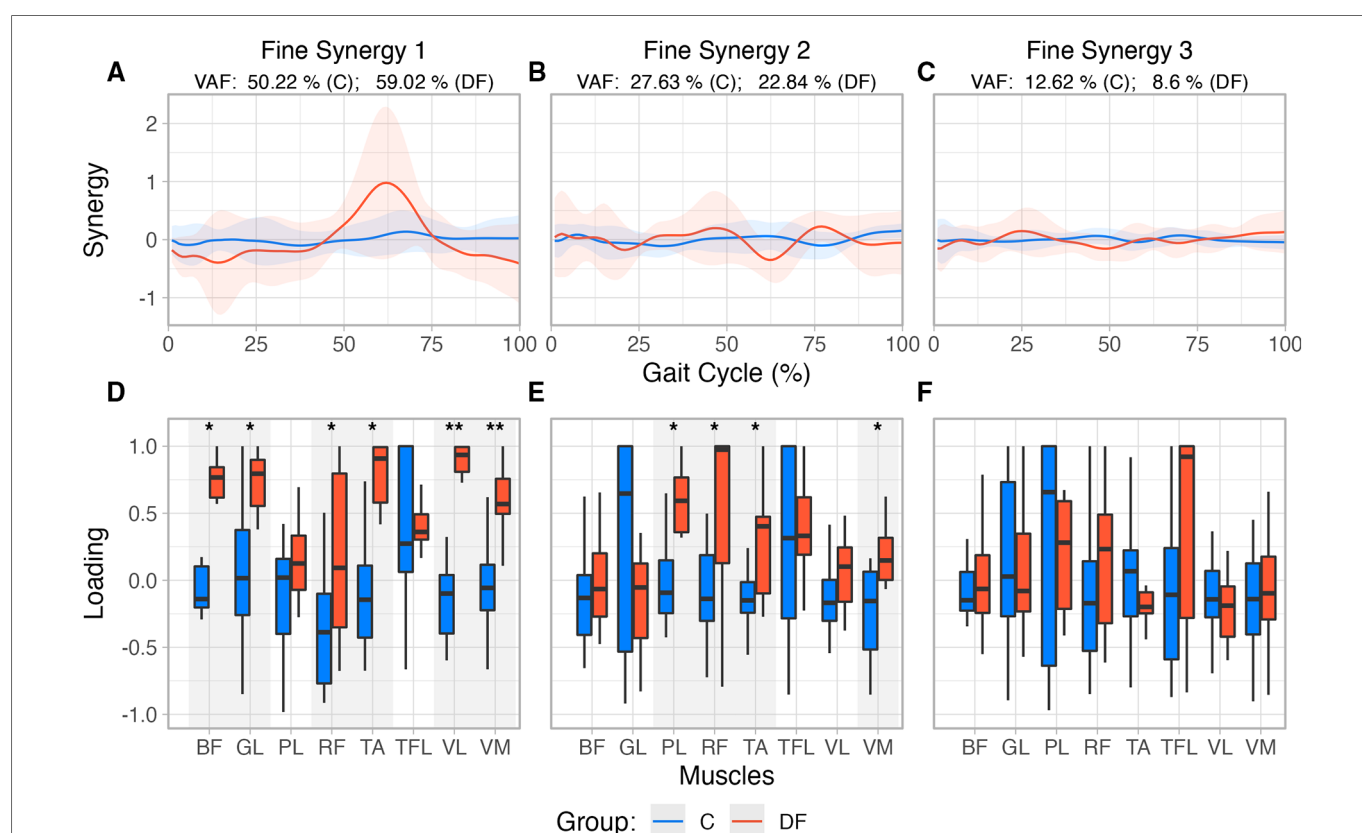 Fine Synergy 1 Fine Synergy 2 Fine Synergy 3
A B C
VAF: 50.22 % (C); 59.02 % (DF) VAF: 27.63 % (C); 22.84 % (DF) VAF: 12.62 % (C); 8.6 % (DF)
2
1
0
-1
Synergy
0 25 50 75 100 0 25 50 75 100 0 25 50 75 100
Gait Cycle (%)
D E F
* * * * ** ** * * * *
1.0
0.5
0.0
-0.5
-1.0
Loading
BF GL PL RF TA TFL VL VM BF GL PL RF TA TFL VL VM BF GL PL RF TA TFL VL VM
Muscles
Group: C DF